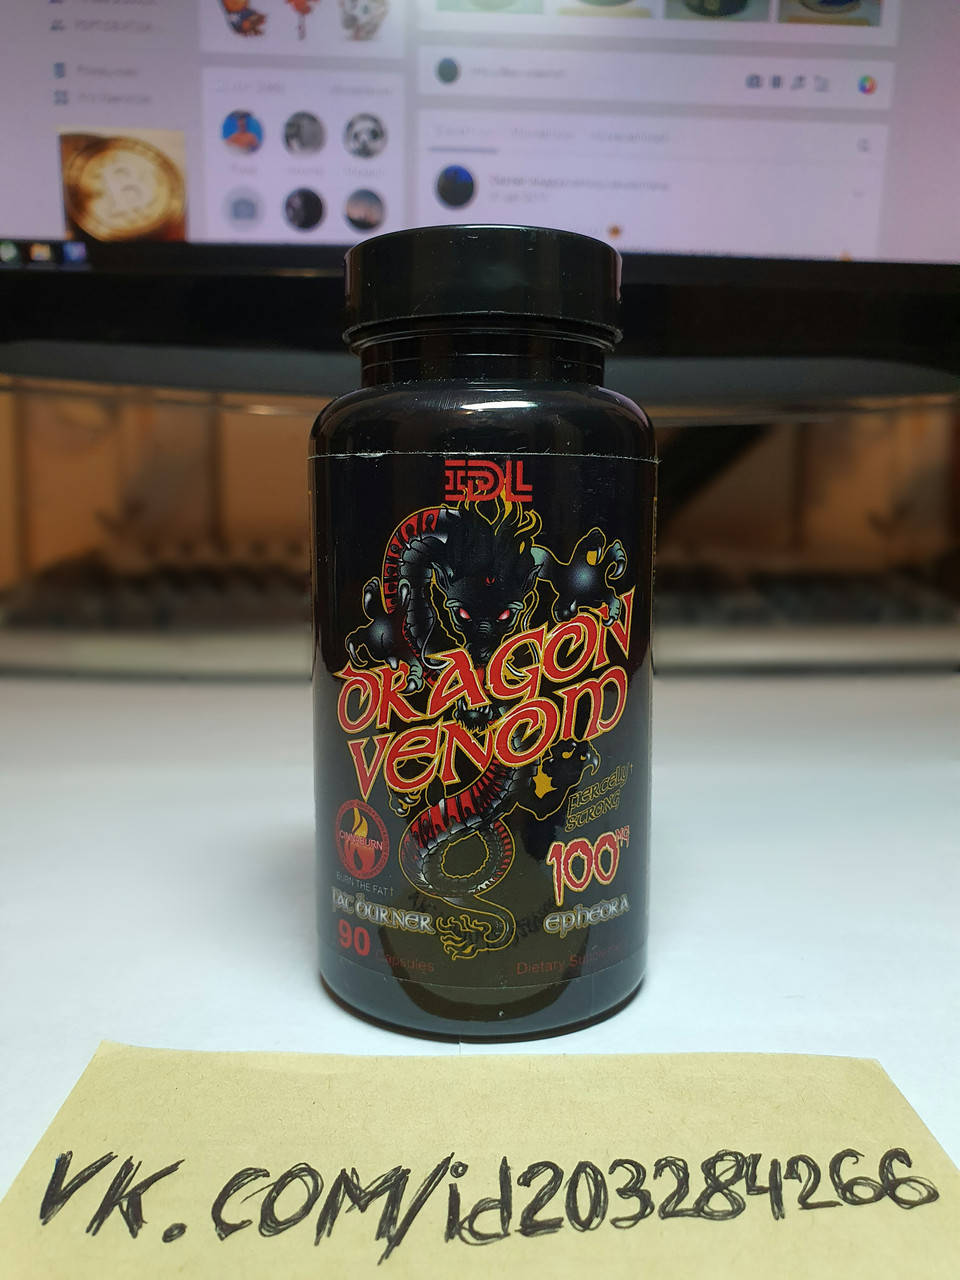 IDL
DRAGON
VENOM
FIERCELY†
STRONG
CINNABURN
100MG
BURN THE FAT†
FAT BURNER
EPHEDRA
90 Capsules
Dietary Supplement
VK.COM/id203284266